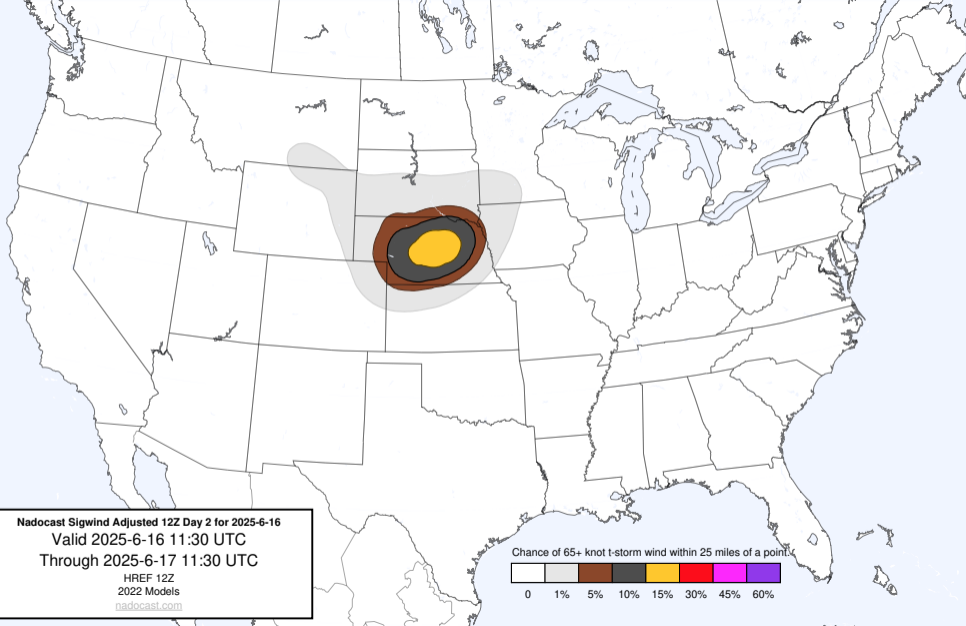 Nadocast Sigwind Adjusted 12Z Day 2 for 2025-6-16
Valid 2025-6-16 11:30 UTC
Through 2025-6-17 11:30 UTC
HREF 12Z
2022 Models
nadocast.com
Chance of 65+ knot t-storm wind within 25 miles of a point.
0 1% 5% 10% 15% 30% 45% 60%